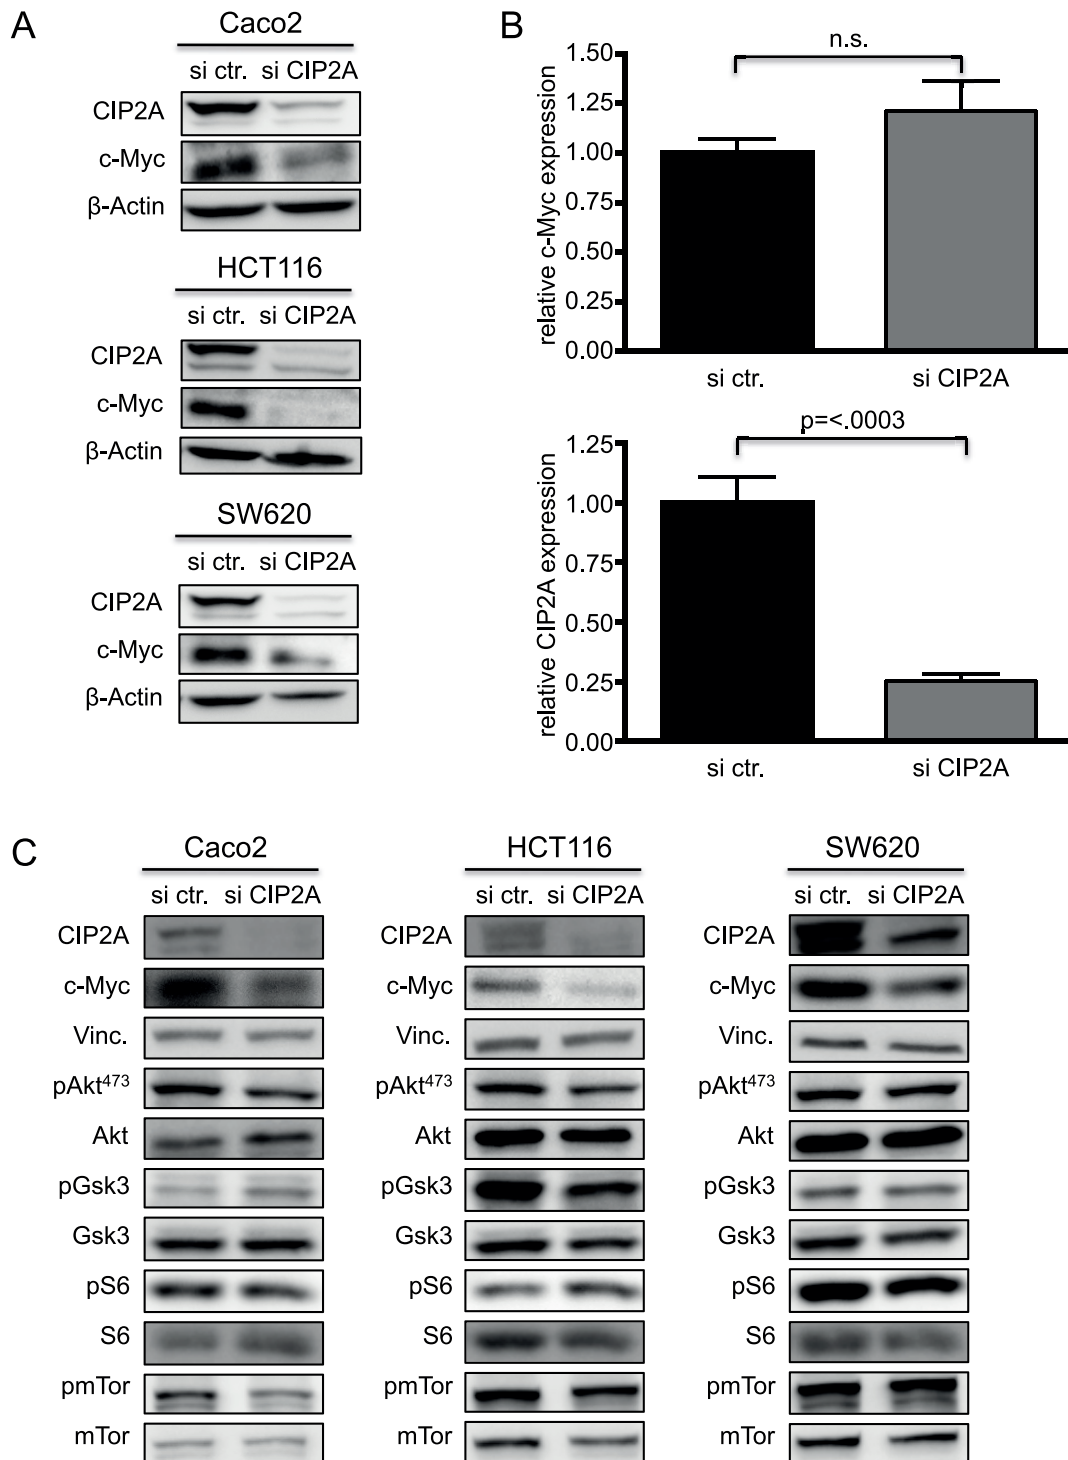 A
Caco2
si ctr. si CIP2A
CIP2A
c-Myc
β-Actin
HCT116
si ctr. si CIP2A
CIP2A
c-Myc
β-Actin
SW620
si ctr. si CIP2A
CIP2A
c-Myc
β-Actin
B
relative c-Myc expression
1.50
1.25
1.00
0.75
0.50
0.25
0.00
n.s.
si ctr. si CIP2A
relative CIP2A expression
1.25
1.00
0.75
0.50
0.25
0.00
p=<.0003
si ctr. si CIP2A
C
Caco2
si ctr. si CIP2A
CIP2A
c-Myc
Vinc.
pAkt⁴⁷³
Akt
pGsk3
Gsk3
pS6
S6
pmTor
mTor
HCT116
si ctr. si CIP2A
CIP2A
c-Myc
Vinc.
pAkt⁴⁷³
Akt
pGsk3
Gsk3
pS6
S6
pmTor
mTor
SW620
si ctr. si CIP2A
CIP2A
c-Myc
Vinc.
pAkt⁴⁷³
Akt
pGsk3
Gsk3
pS6
S6
pmTor
mTor